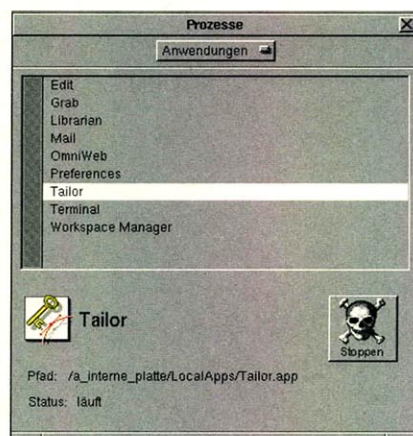 Prozesse
Anwendungen
Edit
Grab
Librarian
Mail
OmniWeb
Preferences
Tailor
Terminal
Workspace Manager
Tailor
Stoppen
Pfad: /a_interne_platte/LocalApps/Tailor.app
Status: läuft